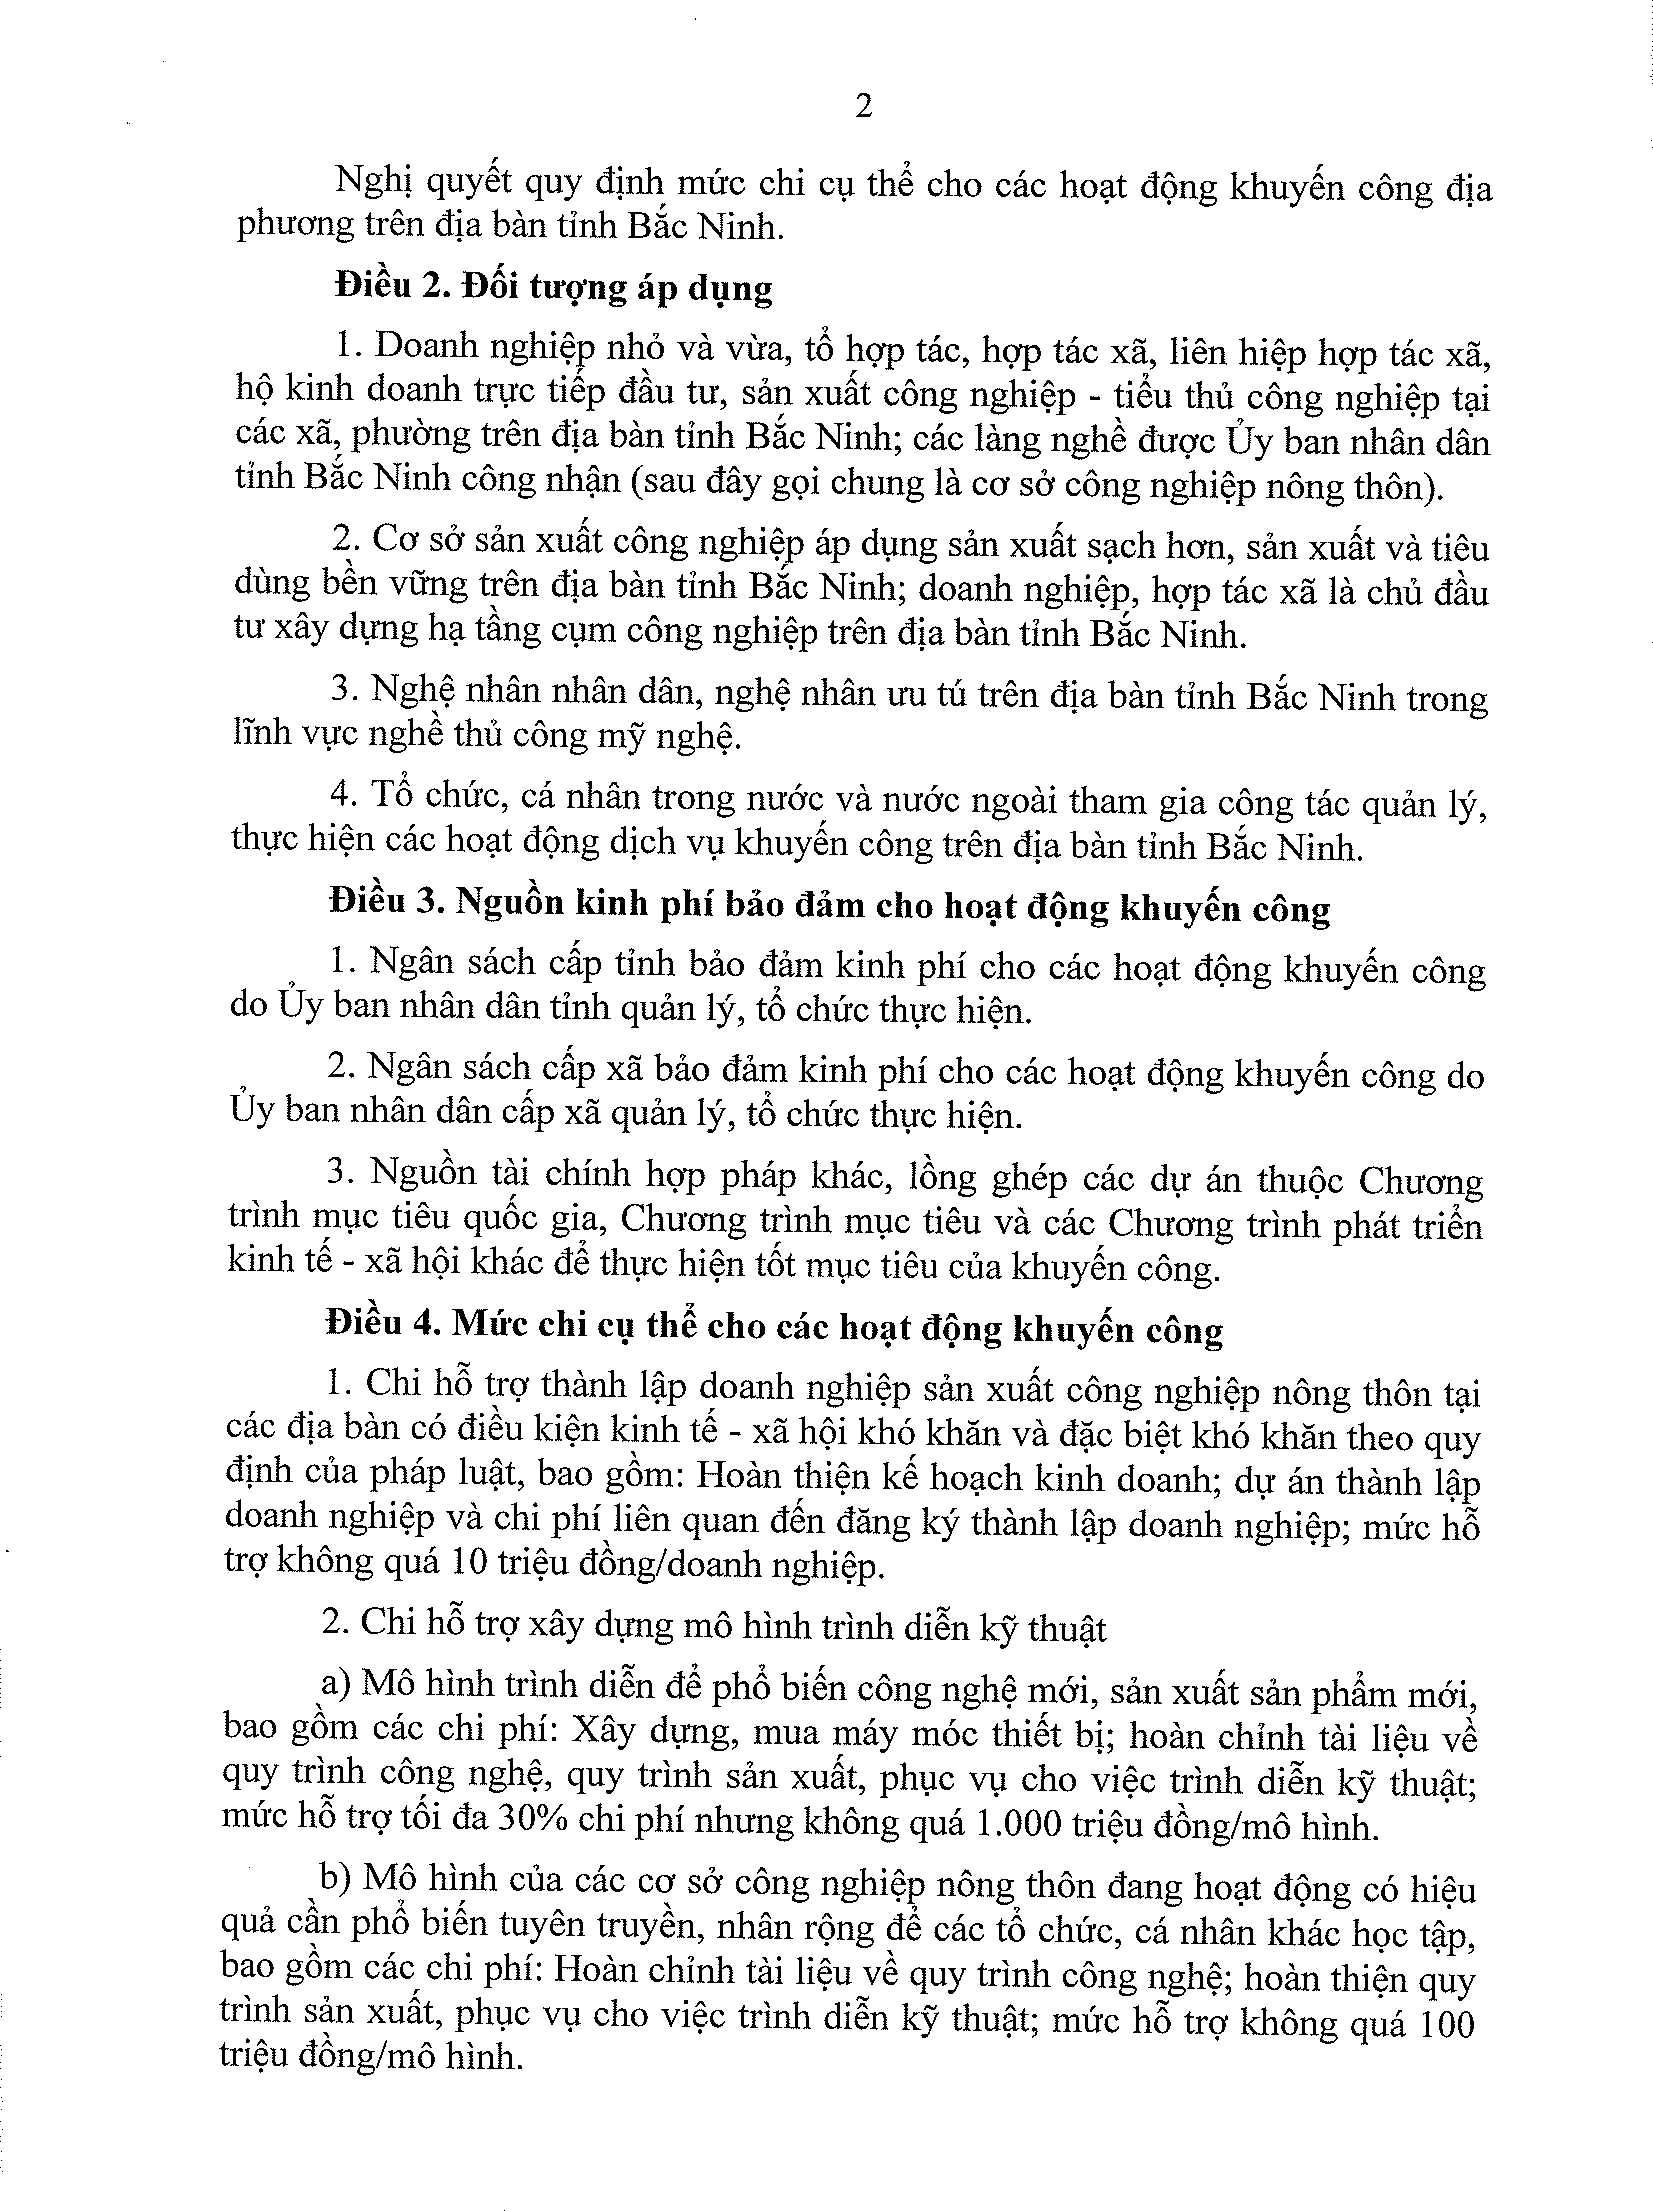 2
Nghị quyết quy định mức chi cụ thể cho các hoạt động khuyến công địa
phương trên địa bàn tỉnh Bắc Ninh.
Điều 2. Đối tượng áp dụng
1. Doanh nghiệp nhỏ và vừa, tổ hợp tác, hợp tác xã, liên hiệp hợp tác xã,
hộ kinh doanh trực tiếp đầu tư, sản xuất công nghiệp - tiểu thủ công nghiệp tại
các xã, phường trên địa bàn tỉnh Bắc Ninh; các làng nghề được Ủy ban nhân dân
tỉnh Bắc Ninh công nhận (sau đây gọi chung là cơ sở công nghiệp nông thôn).
2. Cơ sở sản xuất công nghiệp áp dụng sản xuất sạch hơn, sản xuất và tiêu
dùng bền vững trên địa bàn tỉnh Bắc Ninh; doanh nghiệp, hợp tác xã là chủ đầu
tư xây dựng hạ tầng cụm công nghiệp trên địa bàn tỉnh Bắc Ninh.
3. Nghệ nhân nhân dân, nghệ nhân ưu tú trên địa bàn tỉnh Bắc Ninh trong
lĩnh vực nghề thủ công mỹ nghệ.
4. Tổ chức, cá nhân trong nước và nước ngoài tham gia công tác quản lý,
thực hiện các hoạt động dịch vụ khuyến công trên địa bàn tỉnh Bắc Ninh.
Điều 3. Nguồn kinh phí bảo đảm cho hoạt động khuyến công
1. Ngân sách cấp tỉnh bảo đảm kinh phí cho các hoạt động khuyến công
do Ủy ban nhân dân tỉnh quản lý, tổ chức thực hiện.
2. Ngân sách cấp xã bảo đảm kinh phí cho các hoạt động khuyến công do
Ủy ban nhân dân cấp xã quản lý, tổ chức thực hiện.
3. Nguồn tài chính hợp pháp khác, lồng ghép các dự án thuộc Chương
trình mục tiêu quốc gia, Chương trình mục tiêu và các Chương trình phát triển
kinh tế - xã hội khác để thực hiện tốt mục tiêu của khuyến công.
Điều 4. Mức chi cụ thể cho các hoạt động khuyến công
1. Chi hỗ trợ thành lập doanh nghiệp sản xuất công nghiệp nông thôn tại
các địa bàn có điều kiện kinh tế - xã hội khó khăn và đặc biệt khó khăn theo quy
định của pháp luật, bao gồm: Hoàn thiện kế hoạch kinh doanh; dự án thành lập
doanh nghiệp và chi phí liên quan đến đăng ký thành lập doanh nghiệp; mức hỗ
trợ không quá 10 triệu đồng/doanh nghiệp.
2. Chi hỗ trợ xây dựng mô hình trình diễn kỹ thuật
a) Mô hình trình diễn để phổ biến công nghệ mới, sản xuất sản phẩm mới,
bao gồm các chi phí: Xây dựng, mua máy móc thiết bị; hoàn chỉnh tài liệu về
quy trình công nghệ, quy trình sản xuất, phục vụ cho việc trình diễn kỹ thuật;
mức hỗ trợ tối đa 30% chi phí nhưng không quá 1.000 triệu đồng/mô hình.
b) Mô hình của các cơ sở công nghiệp nông thôn đang hoạt động có hiệu
quả cần phổ biến tuyên truyền, nhân rộng để các tổ chức, cá nhân khác học tập,
bao gồm các chi phí: Hoàn chỉnh tài liệu về quy trình công nghệ; hoàn thiện quy
trình sản xuất, phục vụ cho việc trình diễn kỹ thuật; mức hỗ trợ không quá 100
triệu đồng/mô hình.